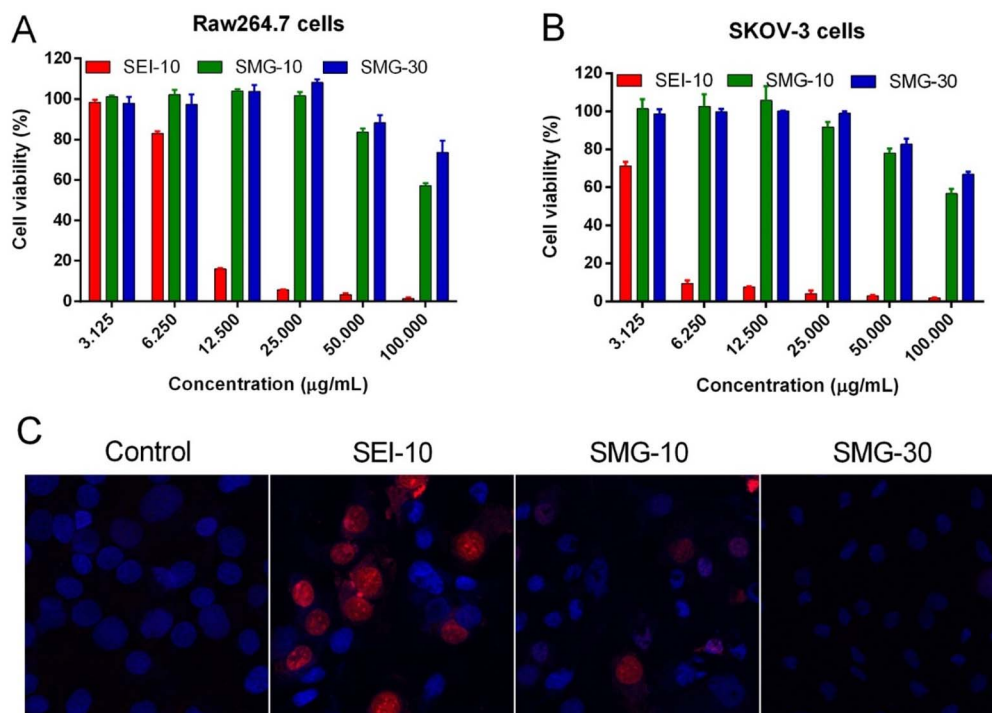 A
Raw264.7 cells
SEI-10 SMG-10 SMG-30
Cell viability (%)
120
100
80
60
40
20
0
3.125 6.250 12.500 25.000 50.000 100.000
Concentration (μg/mL)
B
SKOV-3 cells
SEI-10 SMG-10 SMG-30
Cell viability (%)
120
100
80
60
40
20
0
3.125 6.250 12.500 25.000 50.000 100.000
Concentration (μg/mL)
C
Control SEI-10 SMG-10 SMG-30